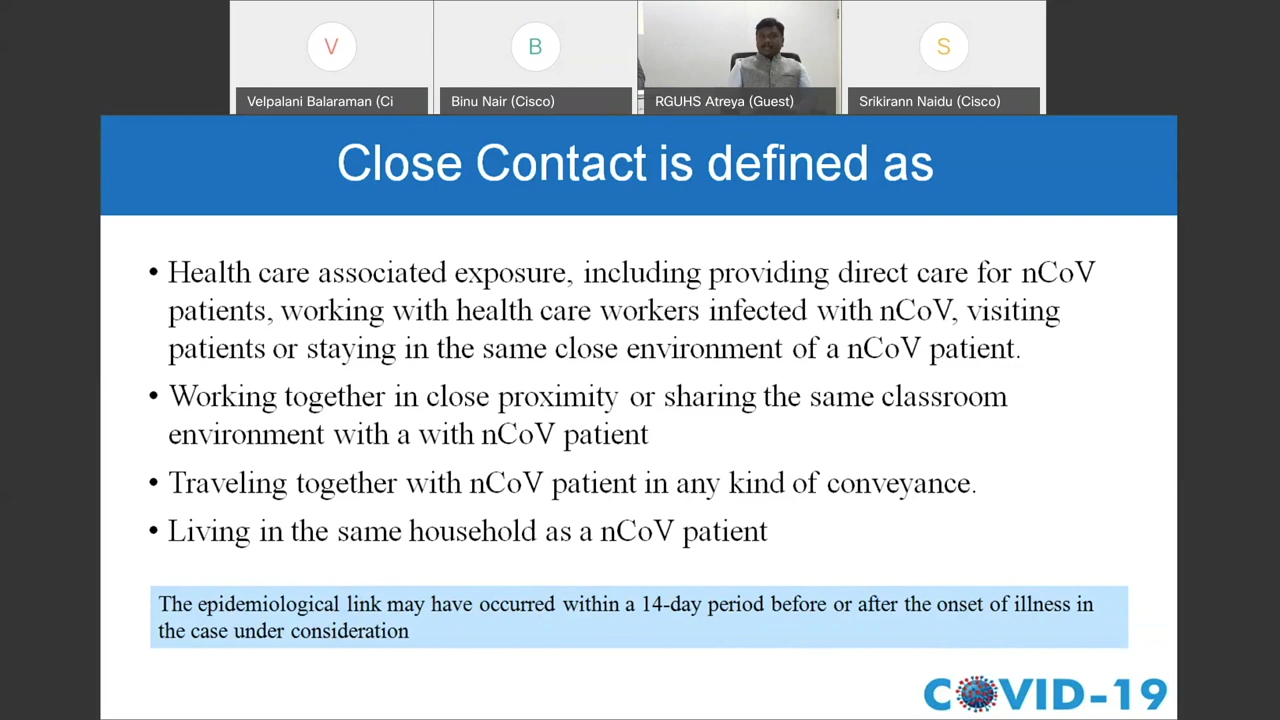 V
B
S
Velpalani Balaraman (Ci
Binu Nair (Cisco)
RGUHS Atreya (Guest)
Srikirann Naidu (Cisco)
Close Contact is defined as
• Health care associated exposure, including providing direct care for nCoV
patients, working with health care workers infected with nCoV, visiting
patients or staying in the same close environment of a nCoV patient.
• Working together in close proximity or sharing the same classroom
environment with a with nCoV patient
• Traveling together with nCoV patient in any kind of conveyance.
• Living in the same household as a nCoV patient
The epidemiological link may have occurred within a 14-day period before or after the onset of illness in
the case under consideration
COVID-19